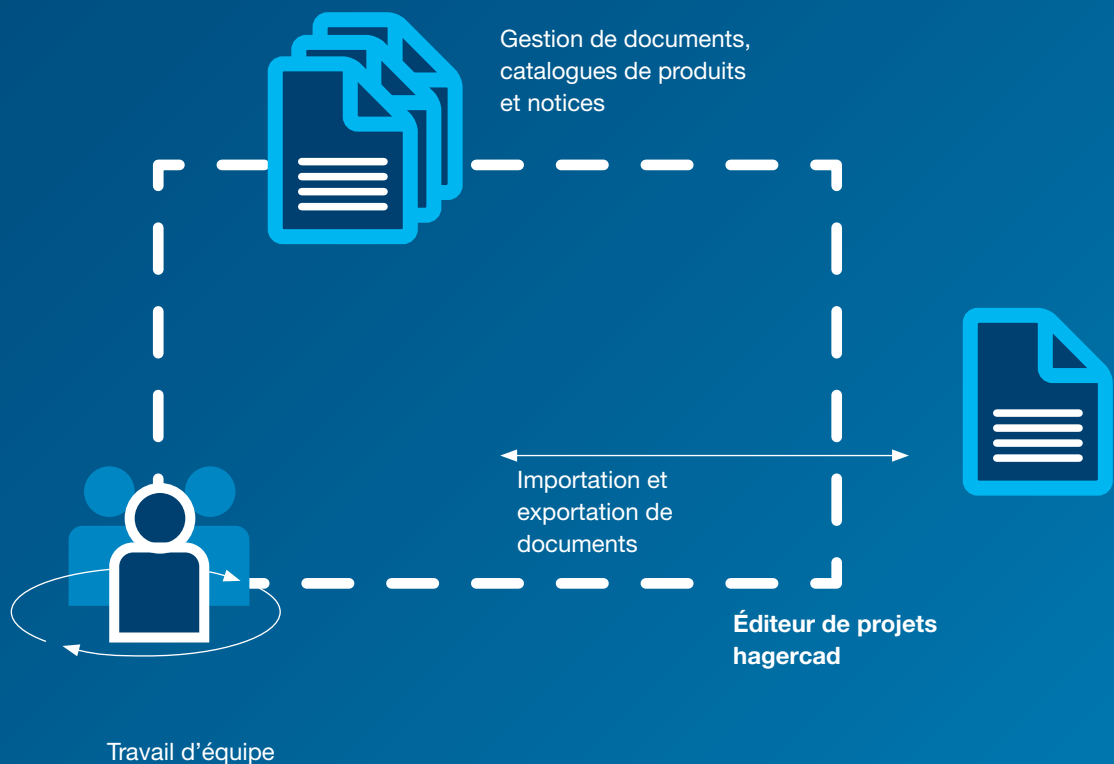 Gestion de documents,
catalogues de produits
et notices
Importation et
exportation de
documents
Éditeur de projets
hagercad
Travail d’équipe